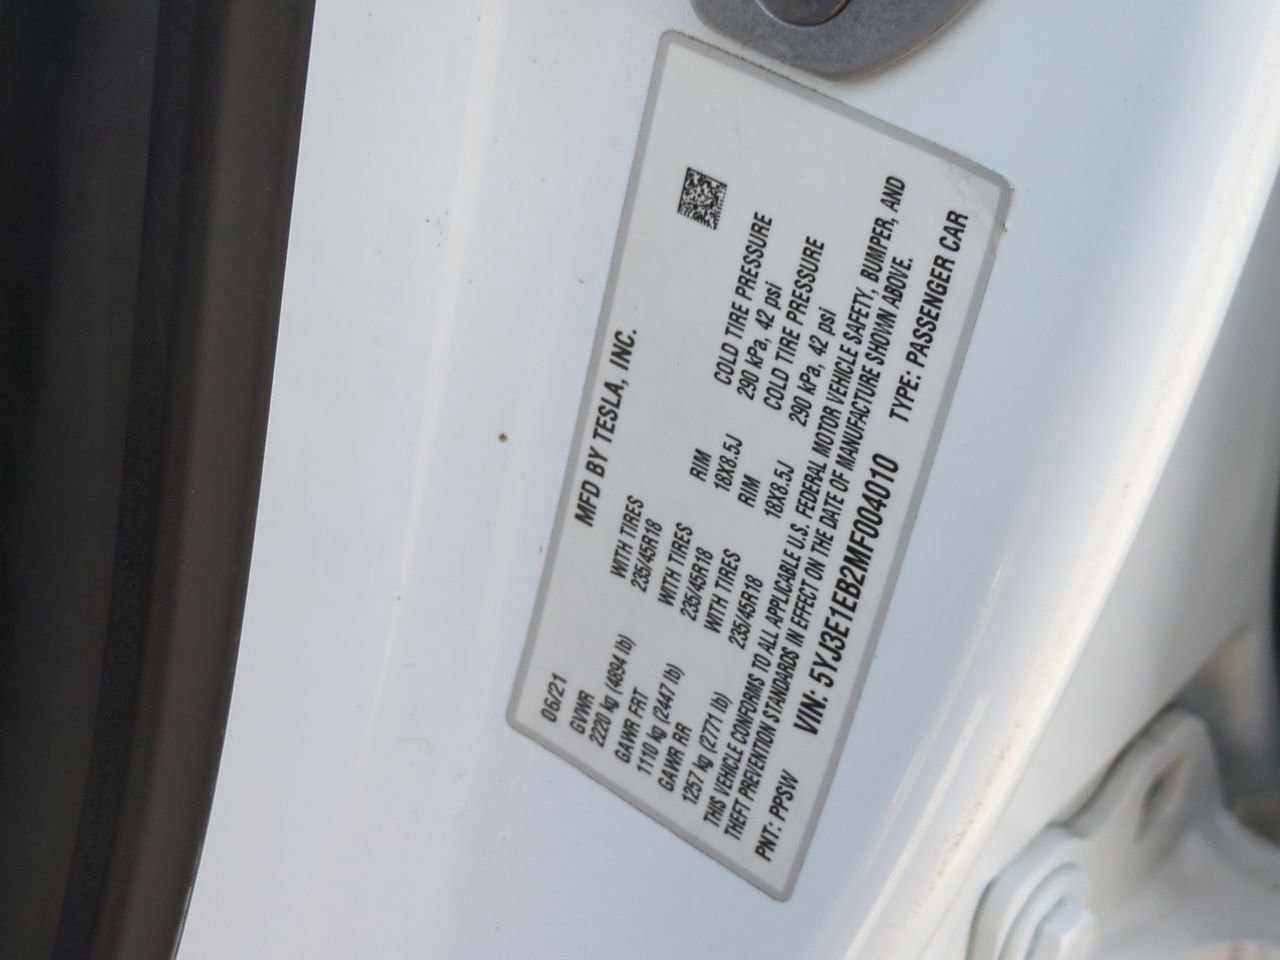 MFD BY TESLA, INC.
06/21
GVWR WITH TIRES
2220 kg (4894 lb) 235/45R18
GAWR FRT WITH TIRES RIM COLD TIRE PRESSURE
1110 kg (2447 lb) 235/45R18 18X8.5J 290 kPa, 42 psi
GAWR RR WITH TIRES RIM COLD TIRE PRESSURE
1257 kg (2771 lb) 235/45R18 18X8.5J 290 kPa, 42 psi
THIS VEHICLE CONFORMS TO ALL APPLICABLE U.S. FEDERAL MOTOR VEHICLE SAFETY, BUMPER, AND
THEFT PREVENTION STANDARDS IN EFFECT ON THE DATE OF MANUFACTURE SHOWN ABOVE.
PNT: PPSW VIN: 5YJ3E1EB2MF004010 TYPE: PASSENGER CAR